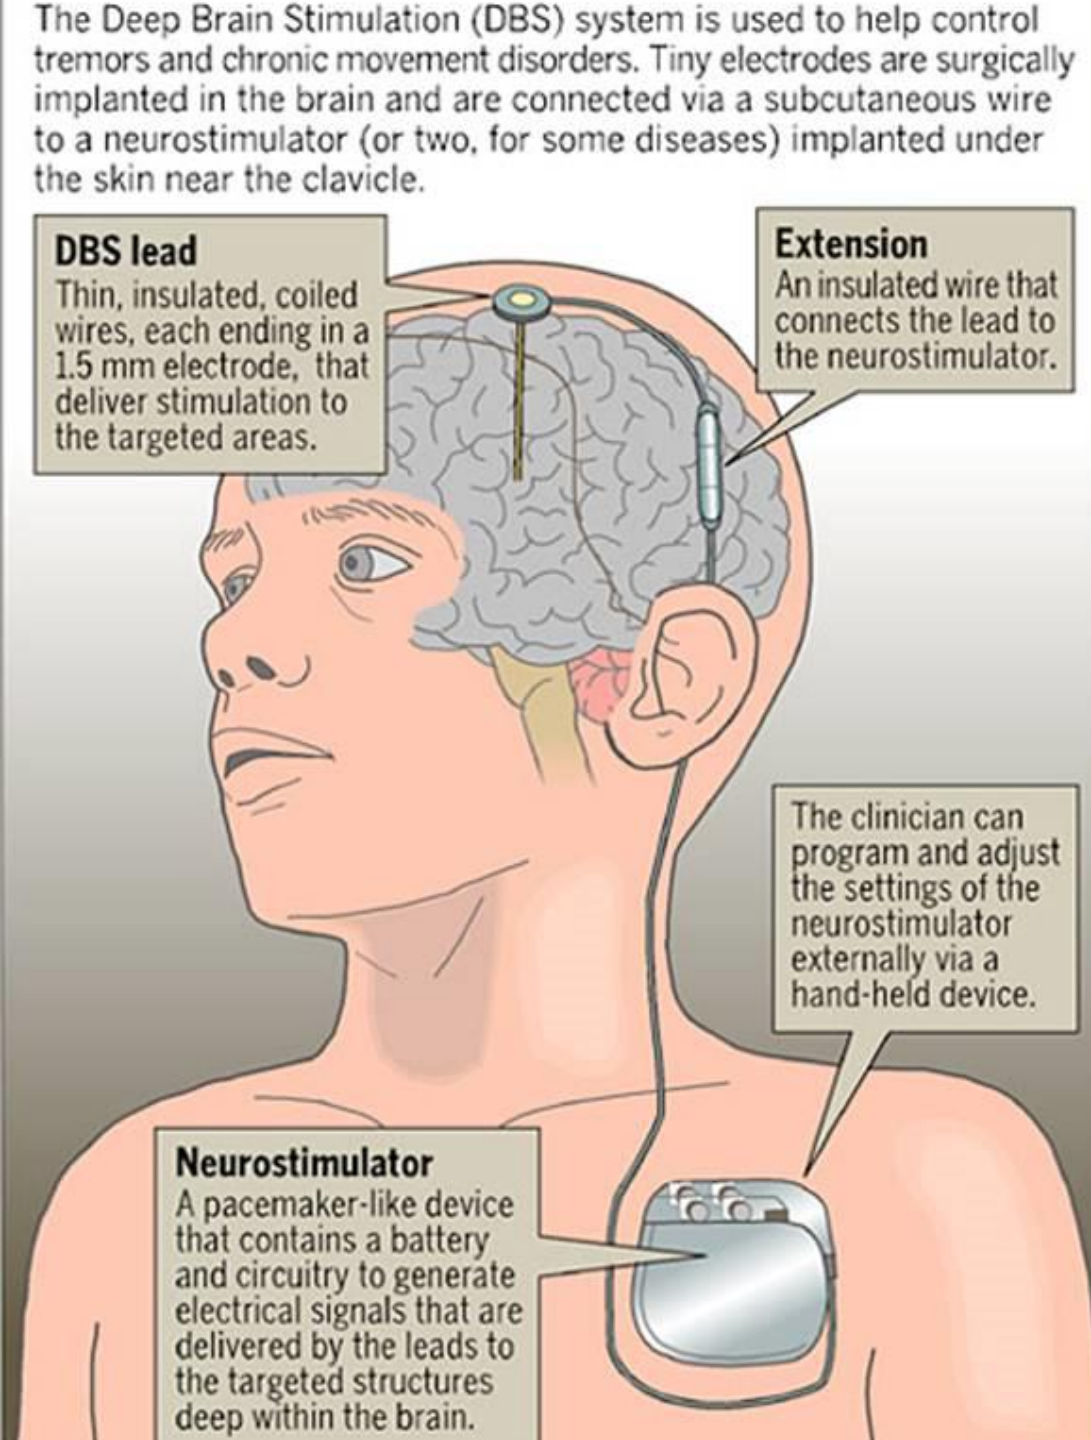 The Deep Brain Stimulation (DBS) system is used to help control
tremors and chronic movement disorders. Tiny electrodes are surgically
implanted in the brain and are connected via a subcutaneous wire
to a neurostimulator (or two, for some diseases) implanted under
the skin near the clavicle.
DBS lead
Thin, insulated, coiled
wires, each ending in a
1.5 mm electrode, that
deliver stimulation to
the targeted areas.
Extension
An insulated wire that
connects the lead to
the neurostimulator.
The clinician can
program and adjust
the settings of the
neurostimulator
externally via a
hand-held device.
Neurostimulator
A pacemaker-like device
that contains a battery
and circuitry to generate
electrical signals that are
delivered by the leads to
the targeted structures
deep within the brain.